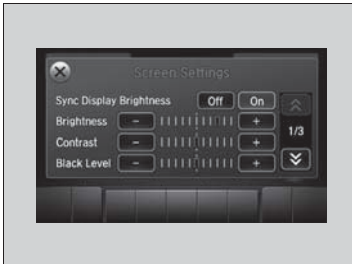 Screen Settings
Sync Display Brightness Off On
Brightness - +
1/3
Contrast - +
Black Level - +